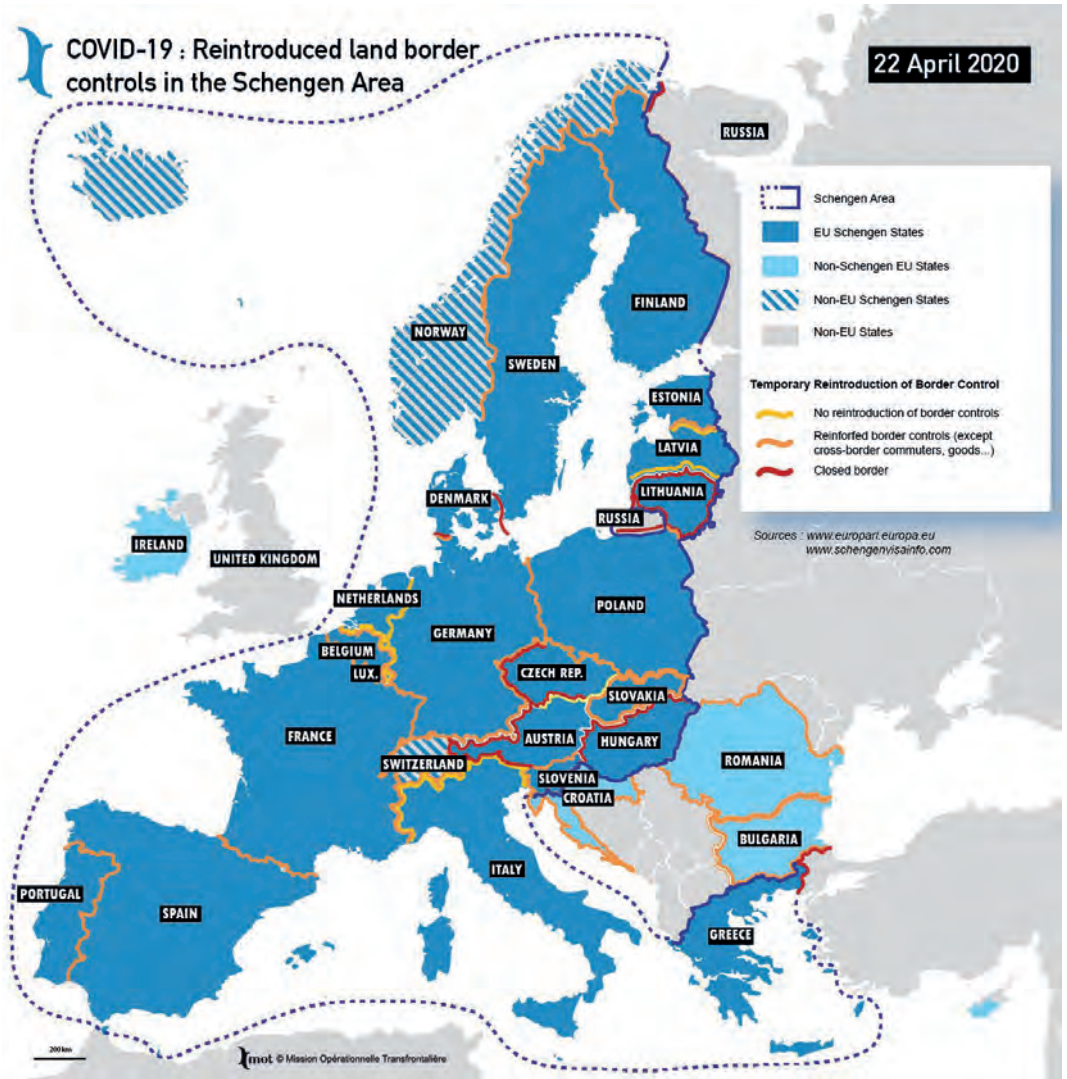 COVID-19 : Reintroduced land border
controls in the Schengen Area
22 April 2020
RUSSIA
Schengen Area
EU Schengen States
Non-Schengen EU States
Non-EU Schengen States
Non-EU States
Temporary Reintroduction of Border Control
No reintroduction of border controls
Reinforfed border controls (except
cross-border commuters, goods...)
Closed border
Sources : www.europarl.europa.eu
www.schengenvisainfo.com
FINLAND
NORWAY
SWEDEN
ESTONIA
LATVIA
LITHUANIA
DENMARK
RUSSIA
IRELAND
UNITED KINGDOM
NETHERLANDS
POLAND
GERMANY
BELGIUM
LUX.
CZECH REP.
SLOVAKIA
FRANCE
AUSTRIA
HUNGARY
SWITZERLAND
ROMANIA
SLOVENIA
CROATIA
BULGARIA
ITALY
PORTUGAL
SPAIN
GREECE
200 km
mot © Mission Opérationnelle Transfrontalière